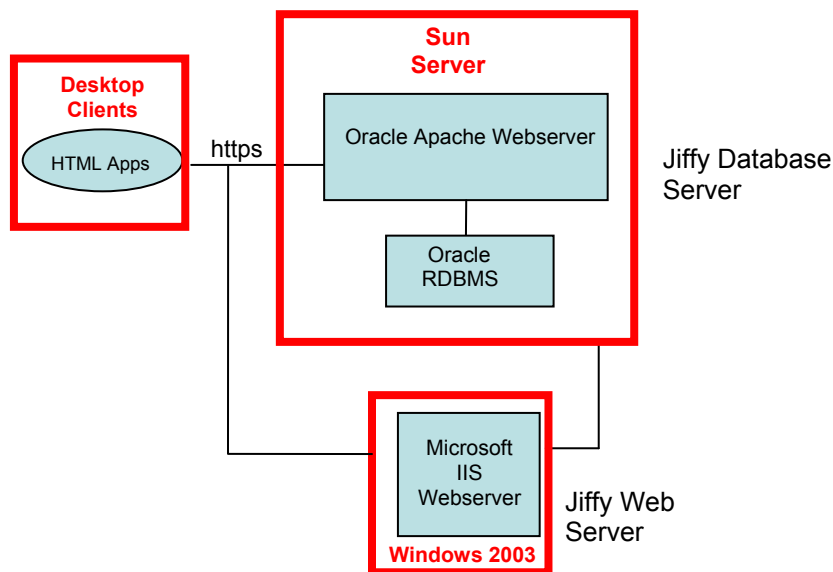 Sun
Server
Desktop
Clients
HTML Apps
https
Oracle Apache Webserver
Jiffy Database
Server
Oracle
RDBMS
Microsoft
IIS
Webserver
Jiffy Web
Server
Windows 2003